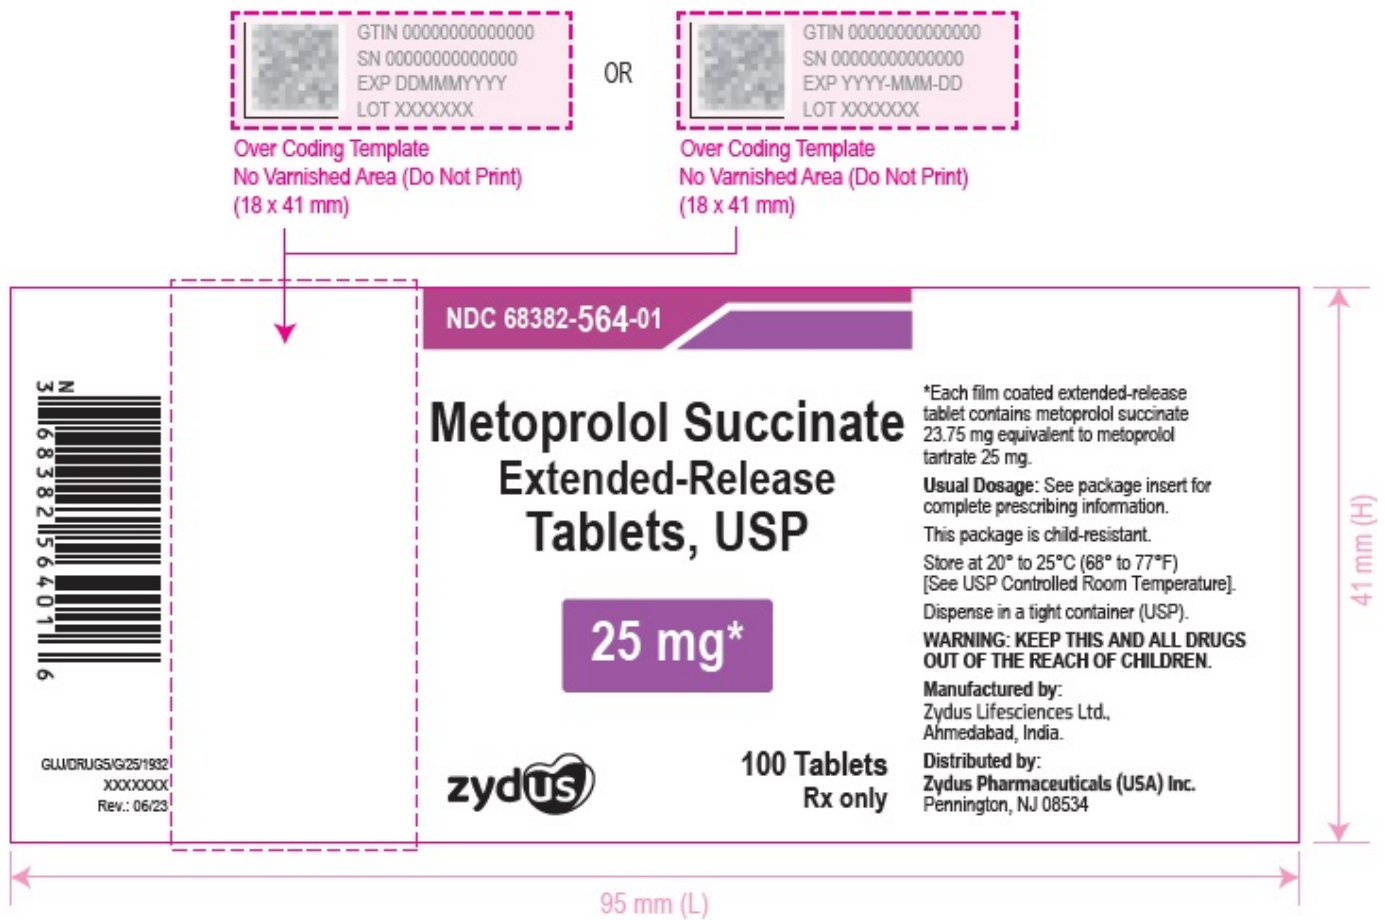 GTIN 00000000000000
SN 00000000000000
EXP DDMMMYYYY
LOT XXXXXXX
OR
GTIN 00000000000000
SN 00000000000000
EXP YYYY-MMM-DD
LOT XXXXXXX
Over Coding Template
No Varnished Area (Do Not Print)
(18 x 41 mm)
Over Coding Template
No Varnished Area (Do Not Print)
(18 x 41 mm)
N
3 68382 56401 6
GUJ/DRUGS/G/25/1932
XXXXXXX
Rev.: 06/23
NDC 68382-564-01
Metoprolol Succinate
Extended-Release
Tablets, USP
25 mg*
zydus
100 Tablets
Rx only
*Each film coated extended-release
tablet contains metoprolol succinate
23.75 mg equivalent to metoprolol
tartrate 25 mg.
Usual Dosage: See package insert for
complete prescribing information.
This package is child-resistant.
Store at 20° to 25°C (68° to 77°F)
[See USP Controlled Room Temperature].
Dispense in a tight container (USP).
WARNING: KEEP THIS AND ALL DRUGS
OUT OF THE REACH OF CHILDREN.
Manufactured by:
Zydus Lifesciences Ltd.,
Ahmedabad, India.
Distributed by:
Zydus Pharmaceuticals (USA) Inc.
Pennington, NJ 08534
41 mm (H)
95 mm (L)